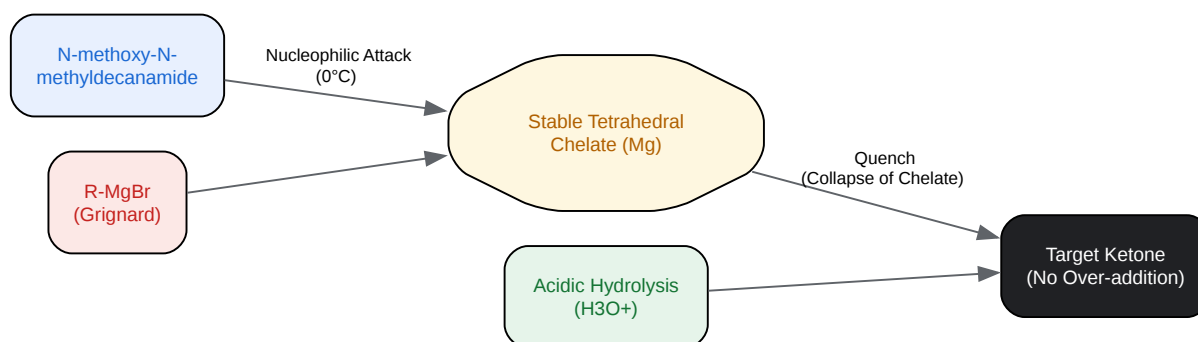 N-methoxy-N-
methyldecanamide
Nucleophilic Attack
(0°C)
R-MgBr
(Grignard)
Stable Tetrahedral
Chelate (Mg)
Quench
(Collapse of Chelate)
Acidic Hydrolysis
(H3O+)
Target Ketone
(No Over-addition)